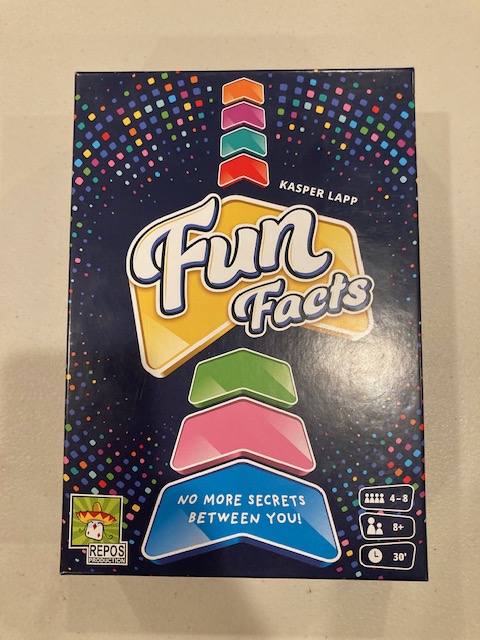 KASPER LAPP
Fun
Facts
NO MORE SECRETS
BETWEEN YOU!
4-8
8+
30'
REPOS
PRODUCTION